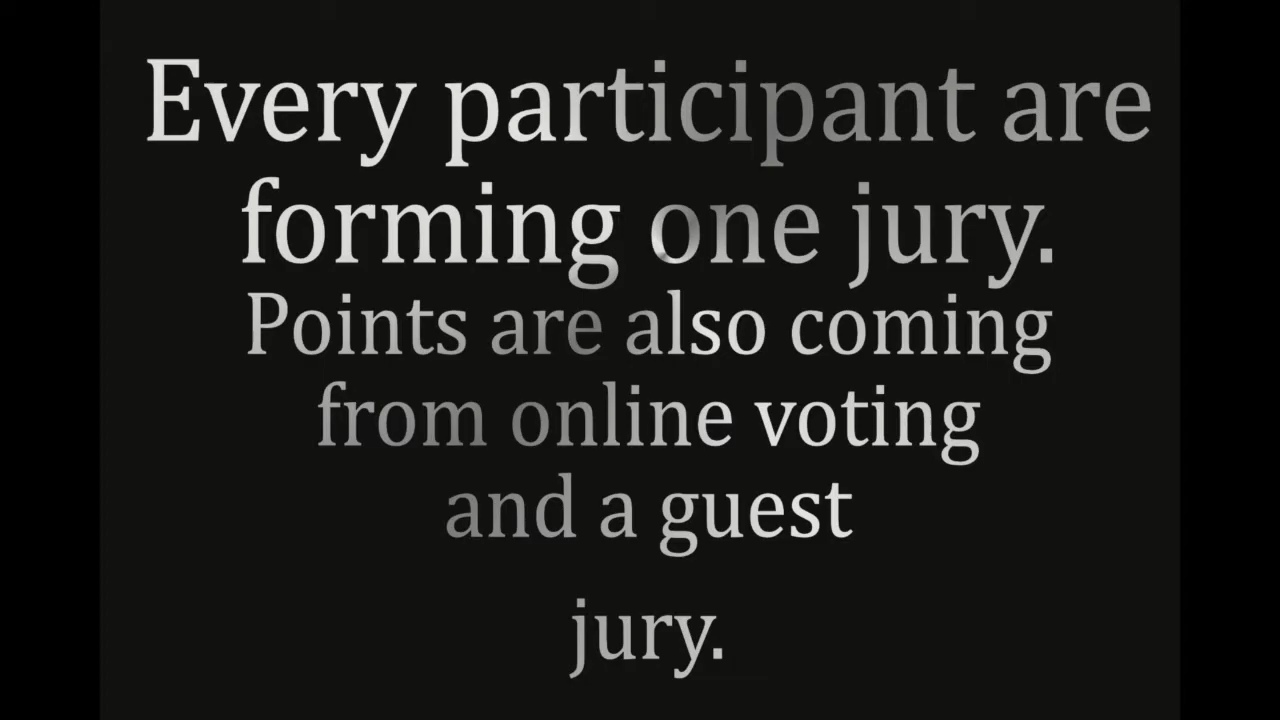 Every participant are
forming one jury.
Points are also coming
from online voting
and a guest
jury.